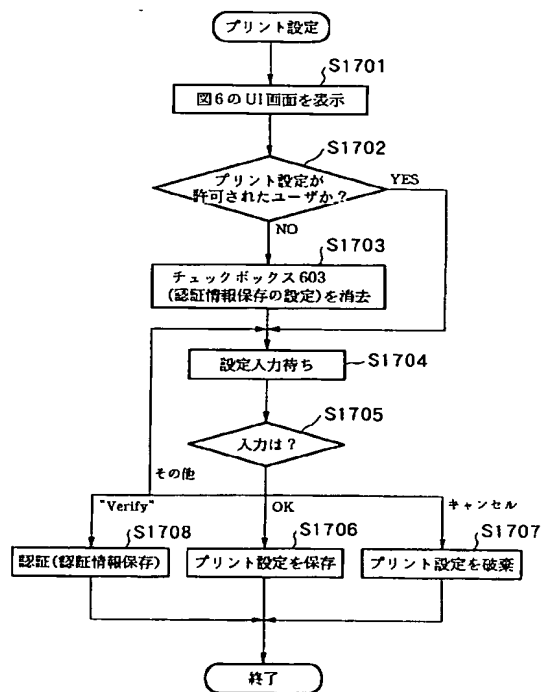 プリント設定
S1701
図6のUI画面を表示
S1702
プリント設定が
許可されたユーザか?
YES
NO
S1703
チェックボックス603
(認証情報保存の設定)を消去
設定入力待ち
S1704
S1705
入力は?
その他
"Verify"
OK
キャンセル
S1708
S1706
S1707
認証(認証情報保存)
プリント設定を保存
プリント設定を破棄
終了